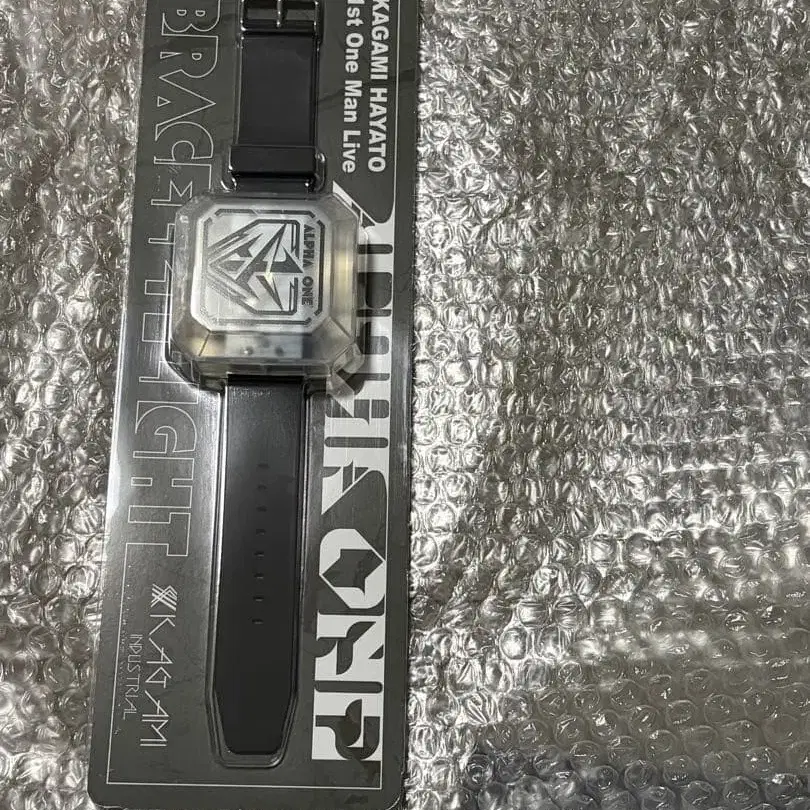 KAGAMI HAYATO
1st One Man Live
ALPHA ONE
ALPHA ONE
BRACELET LIGHT
KAGAMI
INDUSTRIAL